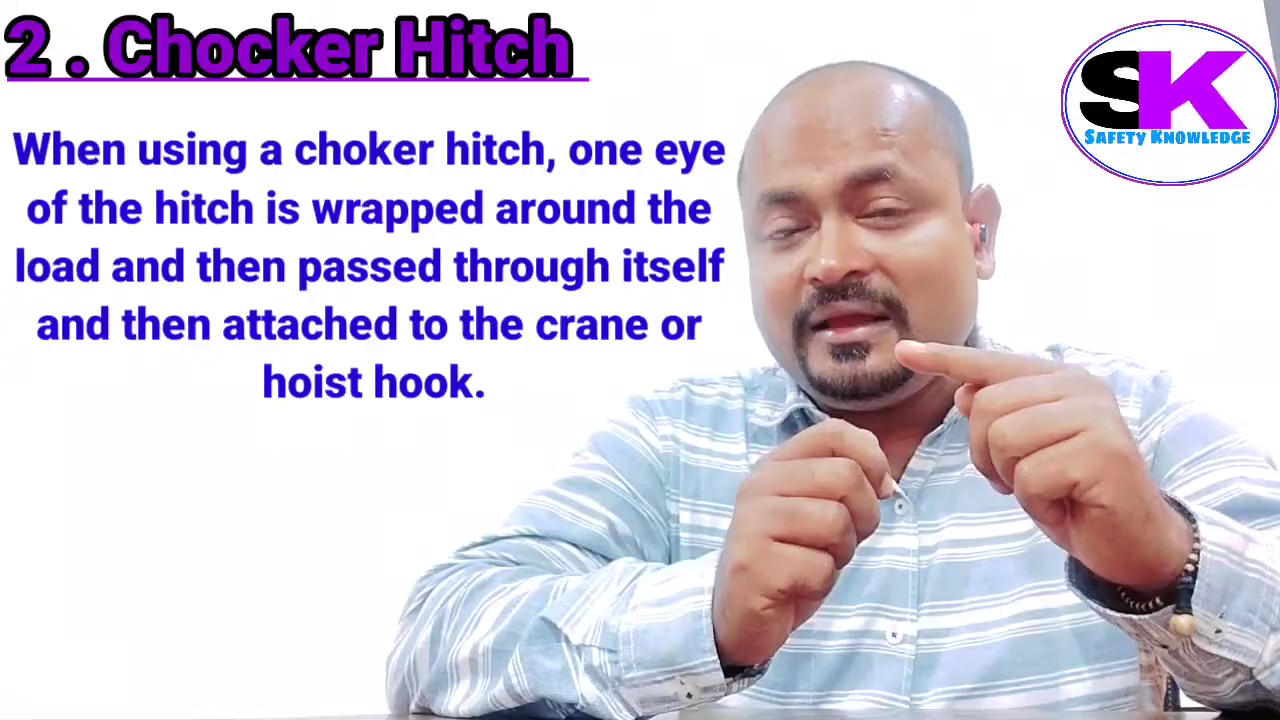 2 . Chocker Hitch
When using a choker hitch, one eye
of the hitch is wrapped around the
load and then passed through itself
and then attached to the crane or
hoist hook.
SK
Safety Knowledge